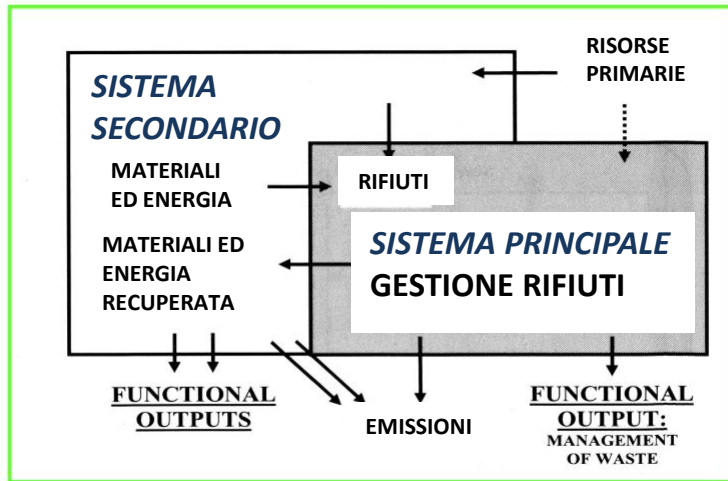 RISORSE
PRIMARIE
SISTEMA
SECONDARIO
MATERIALI
ED ENERGIA
RIFIUTI
MATERIALI ED
ENERGIA
RECUPERATA
SISTEMA PRINCIPALE
GESTIONE RIFIUTI
FUNCTIONAL
OUTPUTS
EMISSIONI
FUNCTIONAL
OUTPUT:
MANAGEMENT
OF WASTE